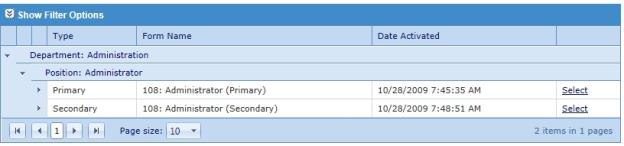 Show Filter Options
Type Form Name Date Activated
Department: Administration
Position: Administrator
Primary 108: Administrator (Primary) 10/28/2009 7:45:35 AM Select
Secondary 108: Administrator (Secondary) 10/28/2009 7:48:51 AM Select
1 Page size: 10 2 items in 1 pages